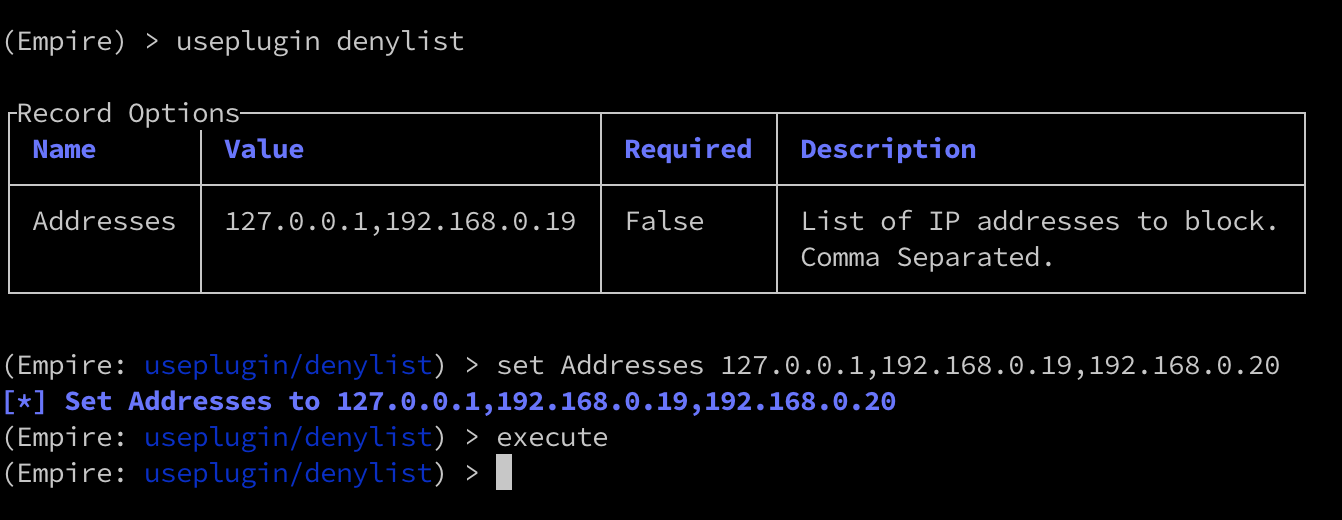 (Empire) > useplugin denylist
Record Options
Name Value Required Description
Addresses 127.0.0.1,192.168.0.19 False List of IP addresses to block.
Comma Separated.
(Empire: useplugin/denylist) > set Addresses 127.0.0.1,192.168.0.19,192.168.0.20
[*] Set Addresses to 127.0.0.1,192.168.0.19,192.168.0.20
(Empire: useplugin/denylist) > execute
(Empire: useplugin/denylist) >